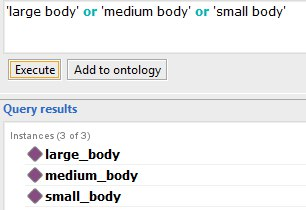 'large body' or 'medium body' or 'small body'
Execute
Add to ontology
Query results
Instances (3 of 3)
large_body
medium_body
small_body